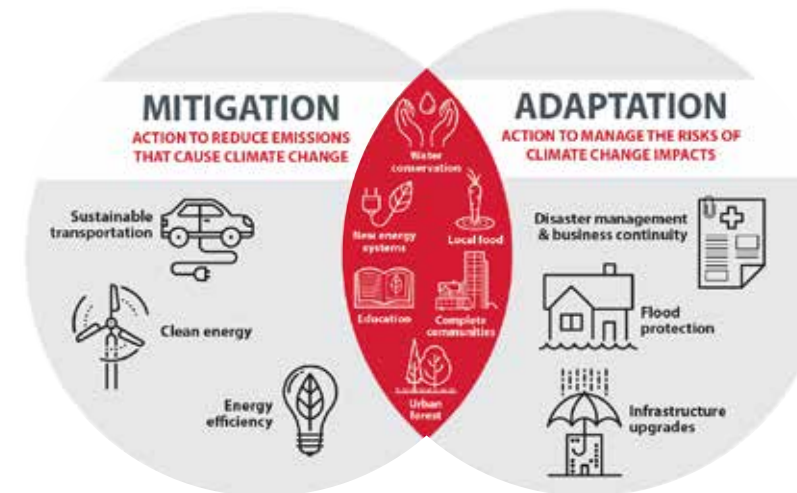 MITIGATION
ACTION TO REDUCE EMISSIONS
THAT CAUSE CLIMATE CHANGE
Sustainable
transportation
Clean energy
Energy
efficiency
Water
conservation
New energy
systems
Local food
Education
Complete
communities
Urban
forest
ADAPTATION
ACTION TO MANAGE THE RISKS OF
CLIMATE CHANGE IMPACTS
Disaster management
& business continuity
Flood
protection
Infrastructure
upgrades